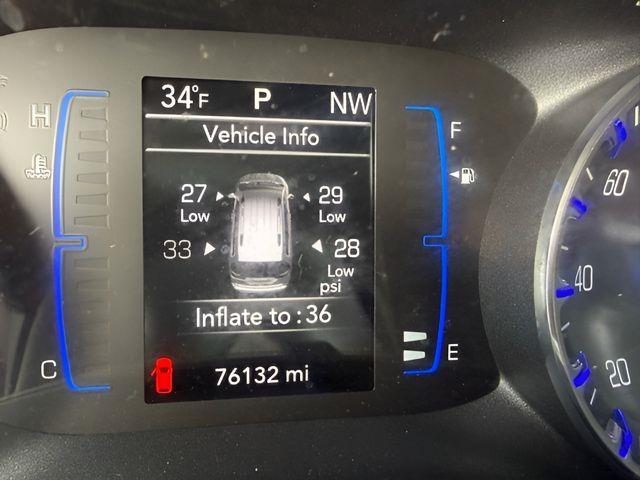 34°F P NW
Vehicle Info
27 Low
29 Low
33
28 Low psi
Inflate to : 36
76132 mi
H
C
F
E
60
40
20